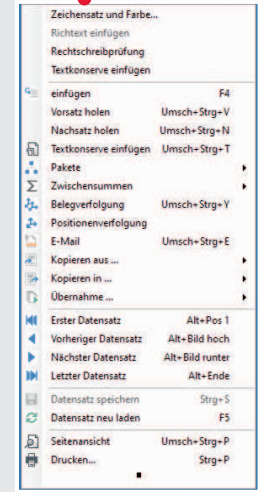 Zeichensatz und Farbe...
Richtext einfügen
Rechtschreibprüfung
Textkonserve einfügen
einfügen F4
Vorsatz holen Umsch+Strg+V
Nachsatz holen Umsch+Strg+N
Textkonserve einfügen Umsch+Strg+T
Pakete
Zwischensummen
Belegverfolgung Umsch+Strg+Y
Positionenverfolgung
E-Mail Umsch+Strg+E
Kopieren aus ...
Kopieren in ...
Übernahme ...
Erster Datensatz Alt+Pos 1
Vorheriger Datensatz Alt+Bild hoch
Nächster Datensatz Alt+Bild runter
Letzter Datensatz Alt+Ende
Datensatz speichern Strg+S
Datensatz neu laden F5
Seitenansicht Umsch+Strg+P
Drucken... Strg+P